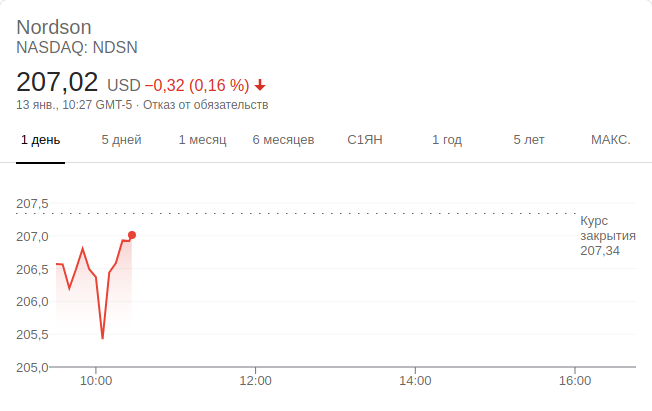 Nordson
NASDAQ: NDSN
207,02 USD −0,32 (0,16 %)
13 янв., 10:27 GMT-5 · Отказ от обязательств
1 день 5 дней 1 месяц 6 месяцев С1ЯН 1 год 5 лет МАКС.
207,5
207,0
206,5
206,0
205,5
205,0
Курс
закрытия
207,34
10:00 12:00 14:00 16:00